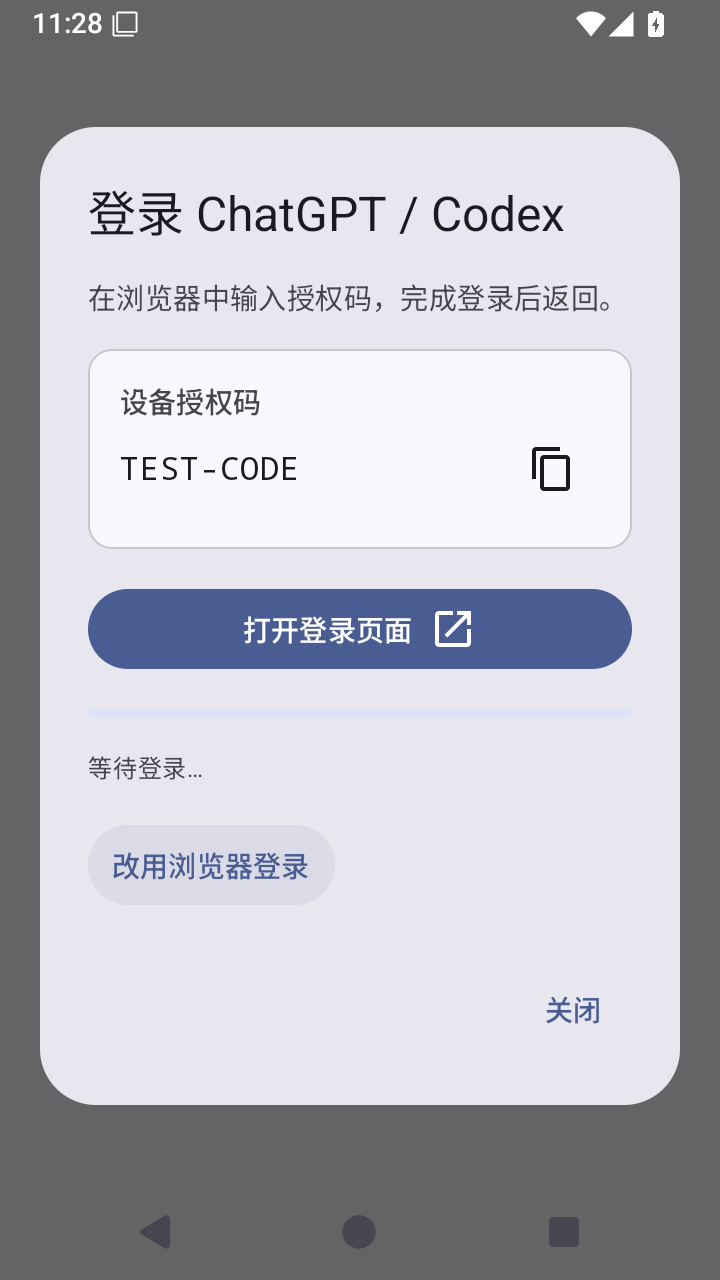 11:28
登录 ChatGPT / Codex
在浏览器中输入授权码，完成登录后返回。
设备授权码
TEST-CODE
打开登录页面
等待登录…
改用浏览器登录
关闭